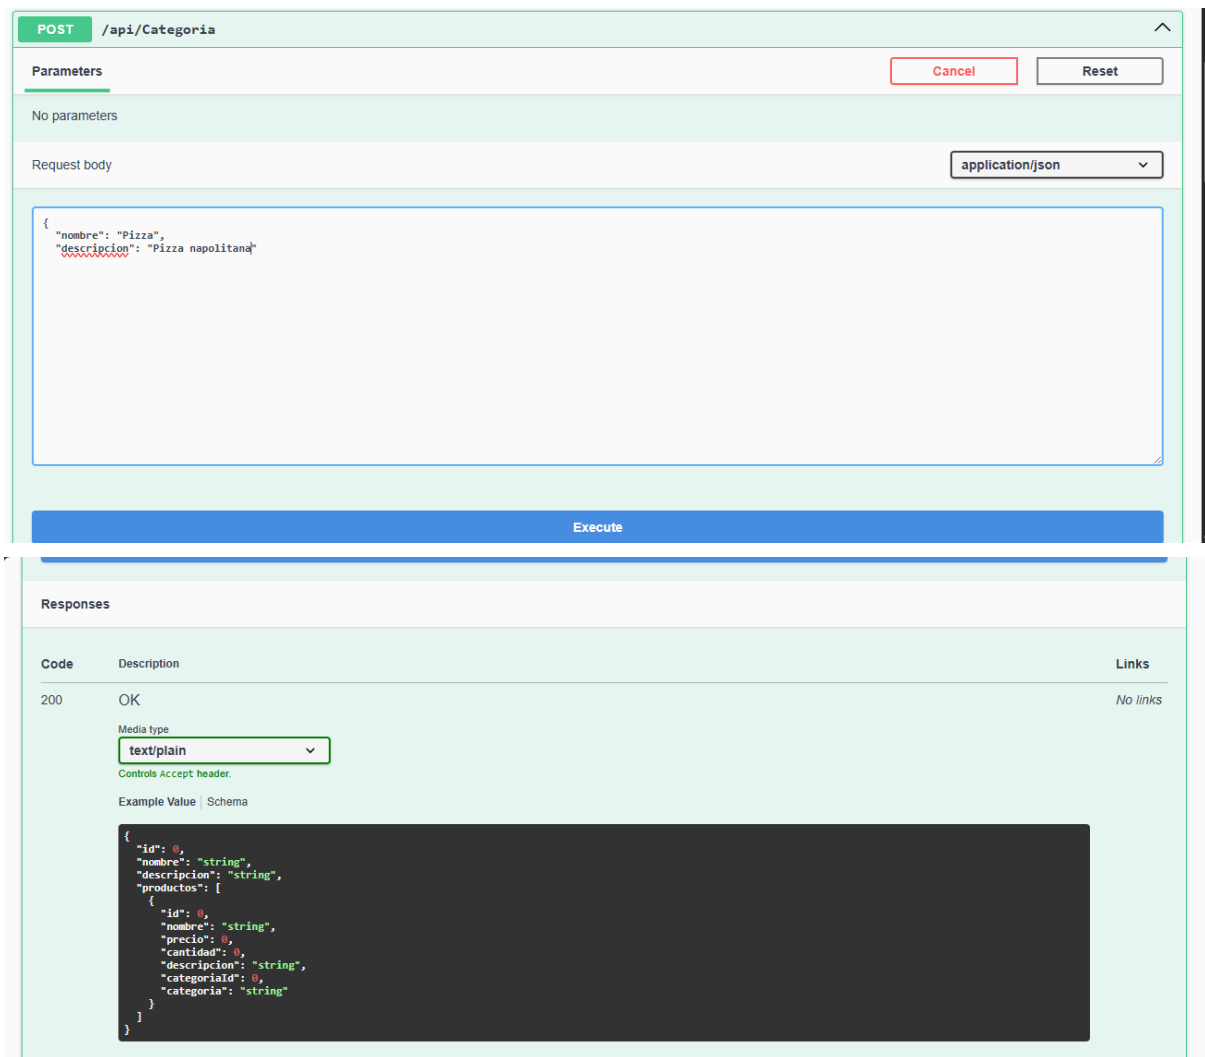 POST /api/Categoria
Parameters
Cancel
Reset
No parameters
Request body
application/json
{
  "nombre": "Pizza",
  "descripcion": "Pizza napolitana"
Execute
Responses
Code Description Links
200 OK No links
Media type
text/plain
Controls Accept header.
Example Value | Schema
{
  "id": 0,
  "nombre": "string",
  "descripcion": "string",
  "productos": [
    {
      "id": 0,
      "nombre": "string",
      "precio": 0,
      "cantidad": 0,
      "descripcion": "string",
      "categoriaId": 0,
      "categoria": "string"
    }
  ]
}